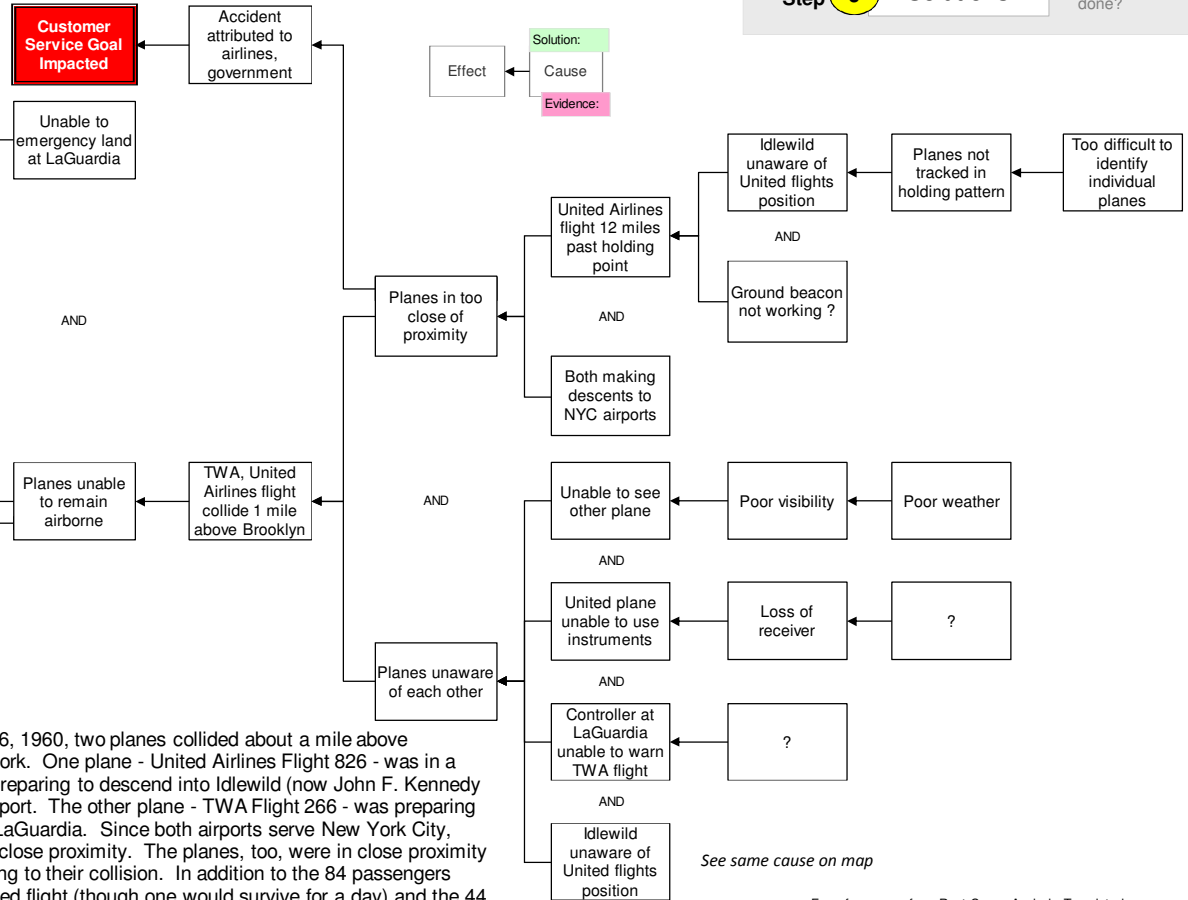 Step
done?
Customer
Service Goal
Impacted
Accident
attributed to
airlines,
government
Solution:
Effect
Cause
Evidence:
Unable to
emergency land
at LaGuardia
Idlewild
unaware of
United flights
position
Planes not
tracked in
holding pattern
Too difficult to
identify
individual
planes
United Airlines
flight 12 miles
past holding
point
AND
Ground beacon
not working ?
Planes in too
close of
proximity
AND
AND
Both making
descents to
NYC airports
Planes unable
to remain
airborne
TWA, United
Airlines flight
collide 1 mile
above Brooklyn
AND
Unable to see
other plane
Poor visibility
Poor weather
AND
United plane
unable to use
instruments
Loss of
receiver
?
Planes unaware
of each other
AND
Controller at
LaGuardia
unable to warn
TWA flight
?
AND
Idlewild
unaware of
United flights
position
See same cause on map
6, 1960, two planes collided about a mile above
ork. One plane - United Airlines Flight 826 - was in a
reparing to descend into Idlewild (now John F. Kennedy
port. The other plane - TWA Flight 266 - was preparing
LaGuardia. Since both airports serve New York City,
close proximity. The planes, too, were in close proximity
ng to their collision. In addition to the 84 passengers
ed flight (though one would survive for a day) and the 44